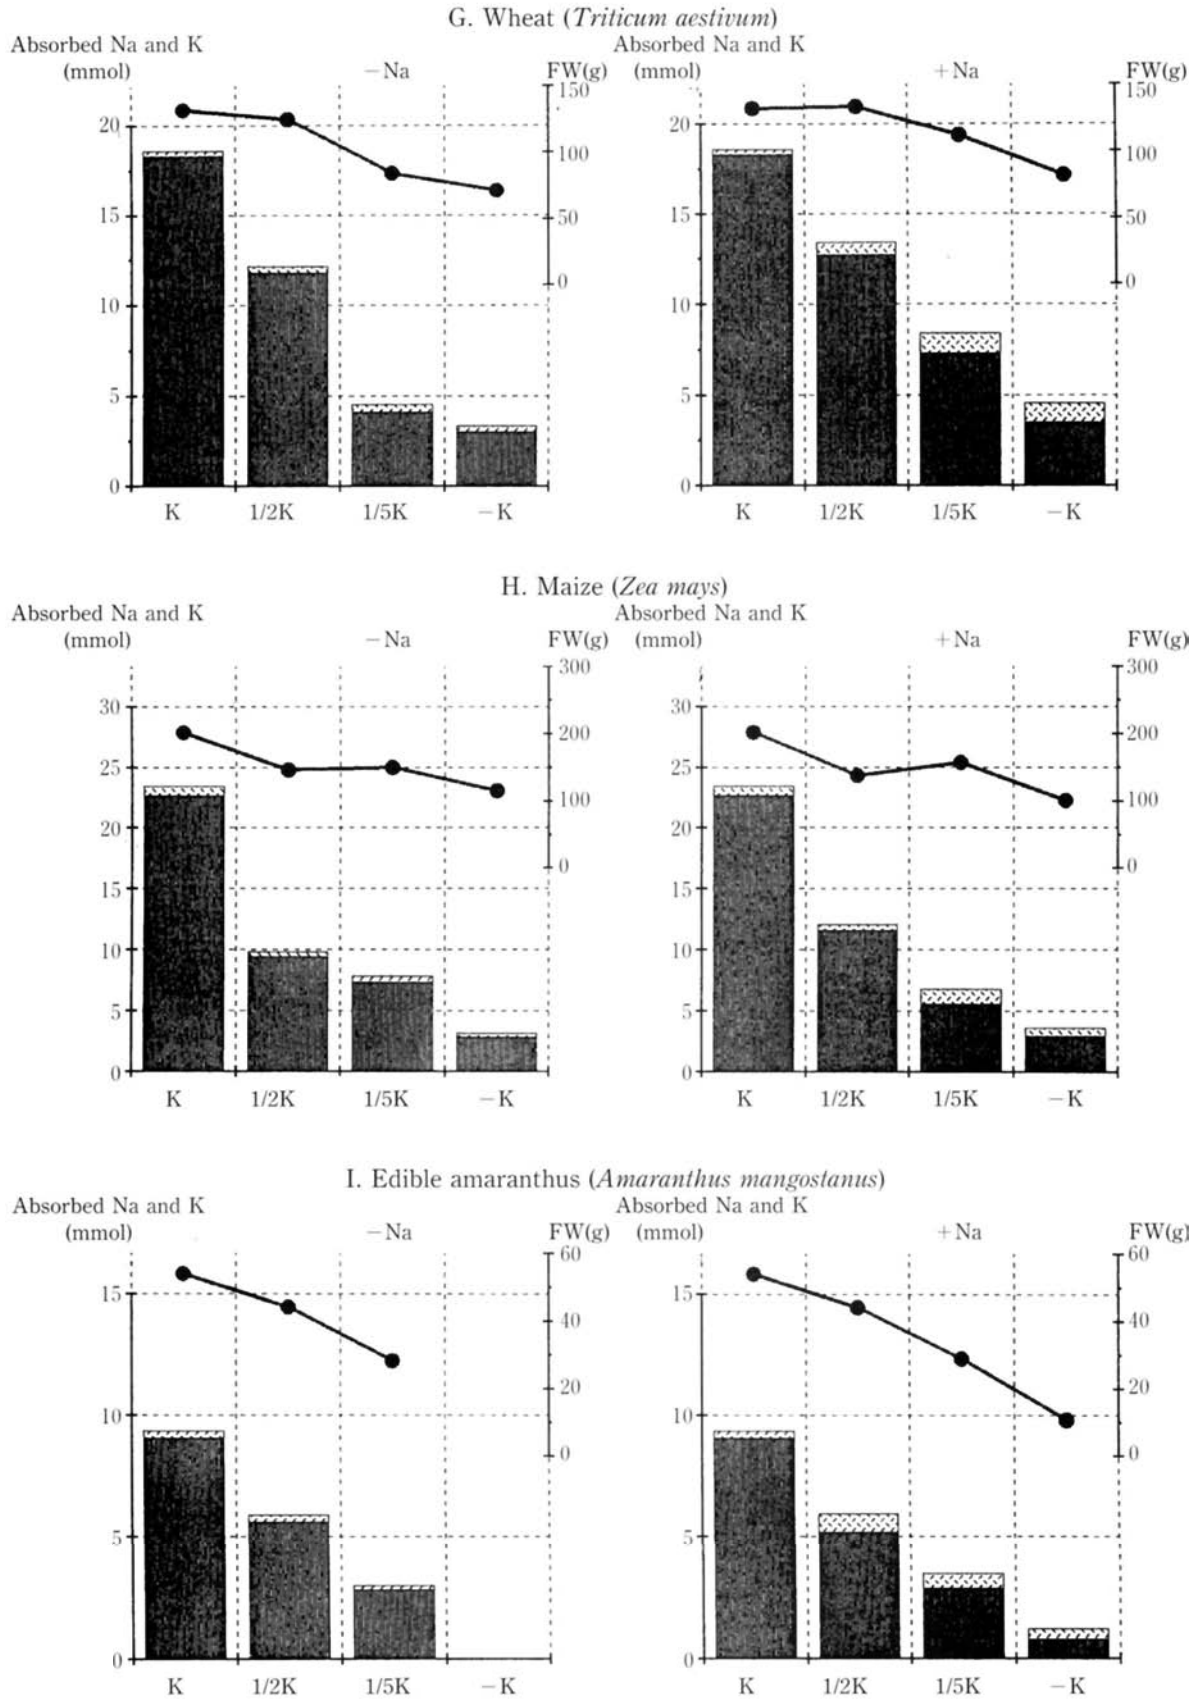 G. Wheat (Triticum aestivum)
Absorbed Na and K
(mmol)
−Na
FW(g)
150
100
50
0
20
15
10
5
0
K 1/2K 1/5K −K
Absorbed Na and K
(mmol)
+Na
FW(g)
150
100
50
0
20
15
10
5
0
K 1/2K 1/5K −K
H. Maize (Zea mays)
Absorbed Na and K
(mmol)
−Na
FW(g)
300
200
100
0
30
25
20
15
10
5
0
K 1/2K 1/5K −K
Absorbed Na and K
(mmol)
+Na
FW(g)
300
200
100
0
30
25
20
15
10
5
0
K 1/2K 1/5K −K
I. Edible amaranthus (Amaranthus mangostanus)
Absorbed Na and K
(mmol)
−Na
FW(g)
60
40
20
0
15
10
5
0
K 1/2K 1/5K −K
Absorbed Na and K
(mmol)
+Na
FW(g)
60
40
20
0
15
10
5
0
K 1/2K 1/5K −K